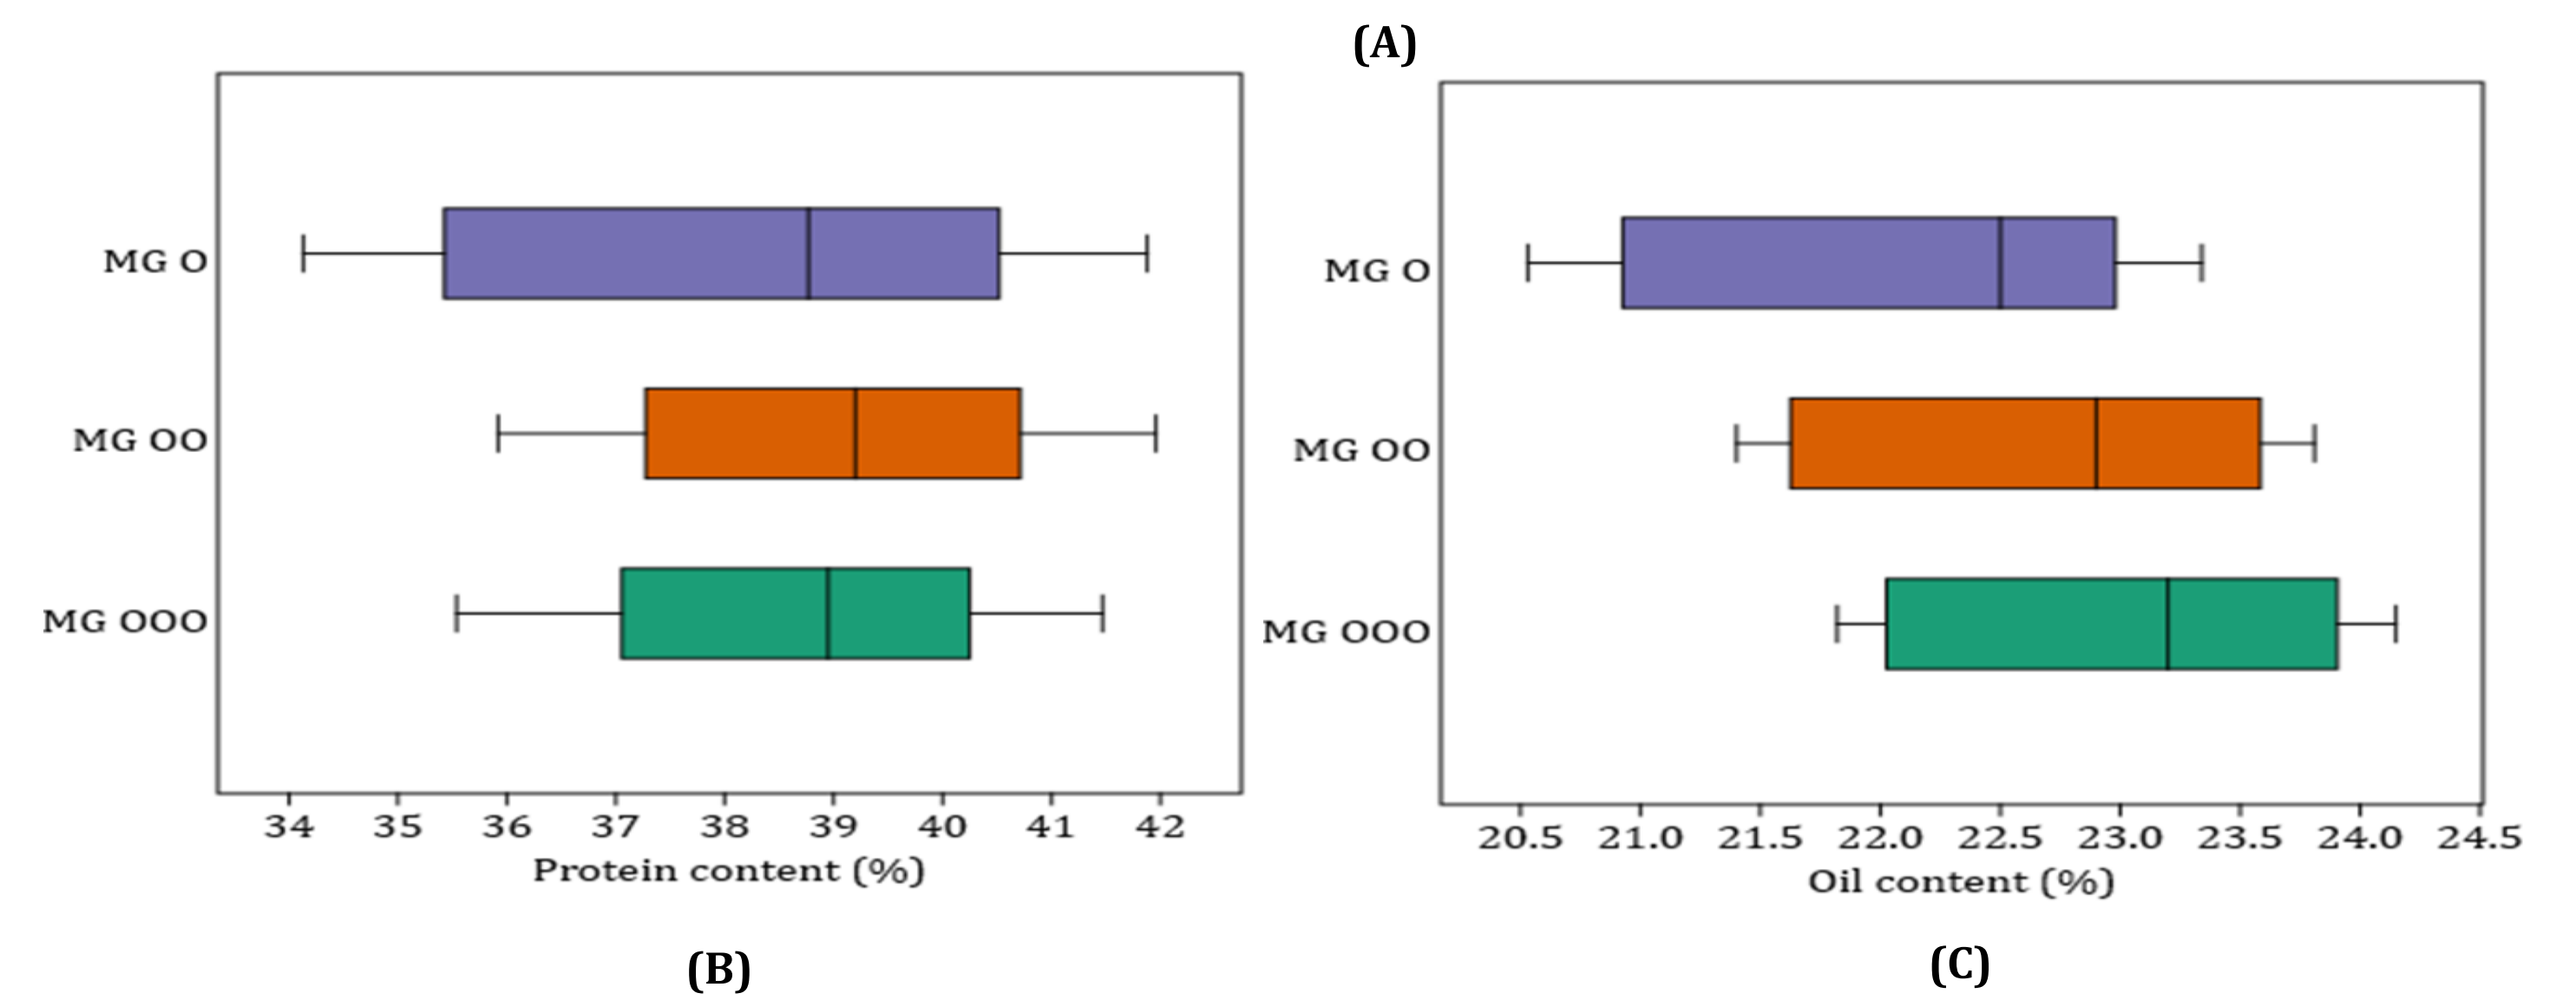 (A)
MG O
MG OO
MG OOO
34 35 36 37 38 39 40 41 42
Protein content (%)
(B)
MG O
MG OO
MG OOO
20.5 21.0 21.5 22.0 22.5 23.0 23.5 24.0 24.5
Oil content (%)
(C)